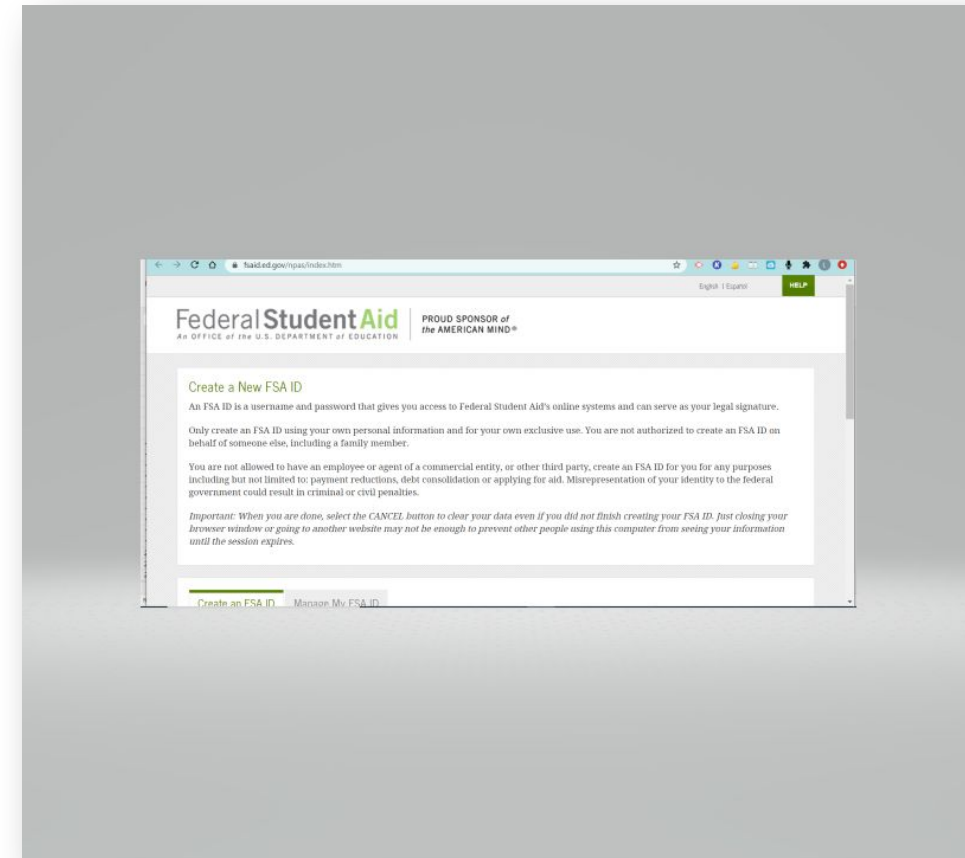 fsaid.ed.gov/npas/index.htm
English | Español
HELP
Federal Student Aid
An OFFICE of the U.S. DEPARTMENT of EDUCATION
PROUD SPONSOR of
the AMERICAN MIND®
Create a New FSA ID
An FSA ID is a username and password that gives you access to Federal Student Aid's online systems and can serve as your legal signature.
Only create an FSA ID using your own personal information and for your own exclusive use. You are not authorized to create an FSA ID on
behalf of someone else, including a family member.
You are not allowed to have an employee or agent of a commercial entity, or other third party, create an FSA ID for you for any purposes
including but not limited to: payment reductions, debt consolidation or applying for aid. Misrepresentation of your identity to the federal
government could result in criminal or civil penalties.
Important: When you are done, select the CANCEL button to clear your data even if you did not finish creating your FSA ID. Just closing your
browser window or going to another website may not be enough to prevent other people using this computer from seeing your information
until the session expires.
Create an FSA ID Manage My FSA ID